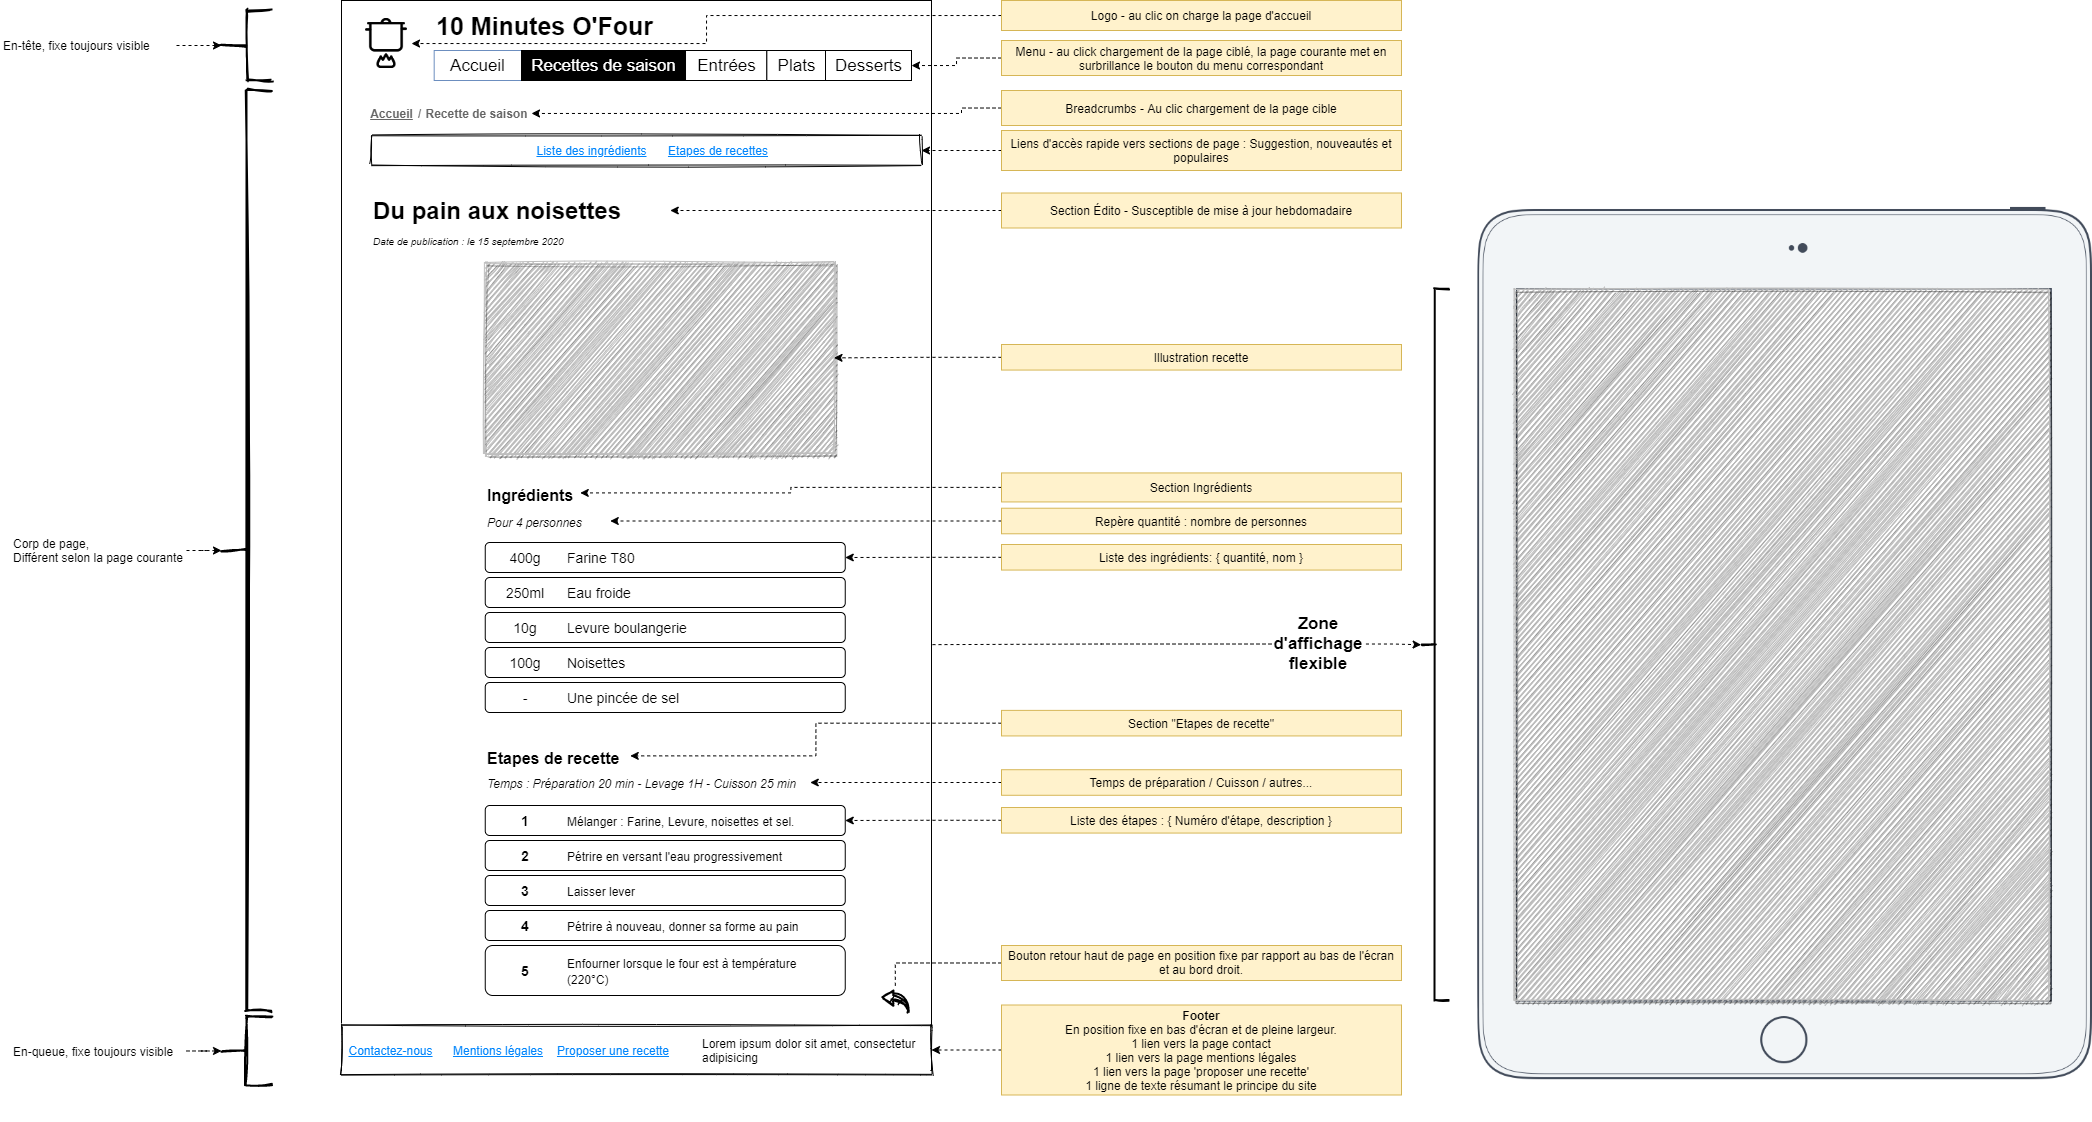 En-tête, fixe toujours visible
10 Minutes O'Four
Accueil
Recettes de saison
Entrées
Plats
Desserts
Logo - au clic on charge la page d'accueil
Menu - au click chargement de la page ciblé, la page courante met en
surbrillance le bouton du menu correspondant
Accueil / Recette de saison
Breadcrumbs - Au clic chargement de la page cible
Liste des ingrédients
Etapes de recettes
Liens d'accès rapide vers sections de page : Suggestion, nouveautés et
populaires
Du pain aux noisettes
Section Édito - Susceptible de mise à jour hebdomadaire
Date de publication : le 15 septembre 2020
Illustration recette
Ingrédients
Section Ingrédients
Pour 4 personnes
Repère quantité : nombre de personnes
Corp de page,
Différent selon la page courante
400g Farine T80
Liste des ingrédients: { quantité, nom }
250ml Eau froide
10g Levure boulangerie
100g Noisettes
- Une pincée de sel
Zone
d'affichage
flexible
Section "Etapes de recette"
Etapes de recette
Temps : Préparation 20 min - Levage 1H - Cuisson 25 min
Temps de préparation / Cuisson / autres...
1 Mélanger : Farine, Levure, noisettes et sel.
Liste des étapes : { Numéro d'étape, description }
2 Pétrire en versant l'eau progressivement
3 Laisser lever
4 Pétrire à nouveau, donner sa forme au pain
5 Enfourner lorsque le four est à température
(220°C)
Bouton retour haut de page en position fixe par rapport au bas de l'écran
et au bord droit.
En-queue, fixe toujours visible
Contactez-nous
Mentions légales
Proposer une recette
Lorem ipsum dolor sit amet, consectetur
adipisicing
Footer
En position fixe en bas d'écran et de pleine largeur.
1 lien vers la page contact
1 lien vers la page mentions légales
1 lien vers la page 'proposer une recette'
1 ligne de texte résumant le principe du site